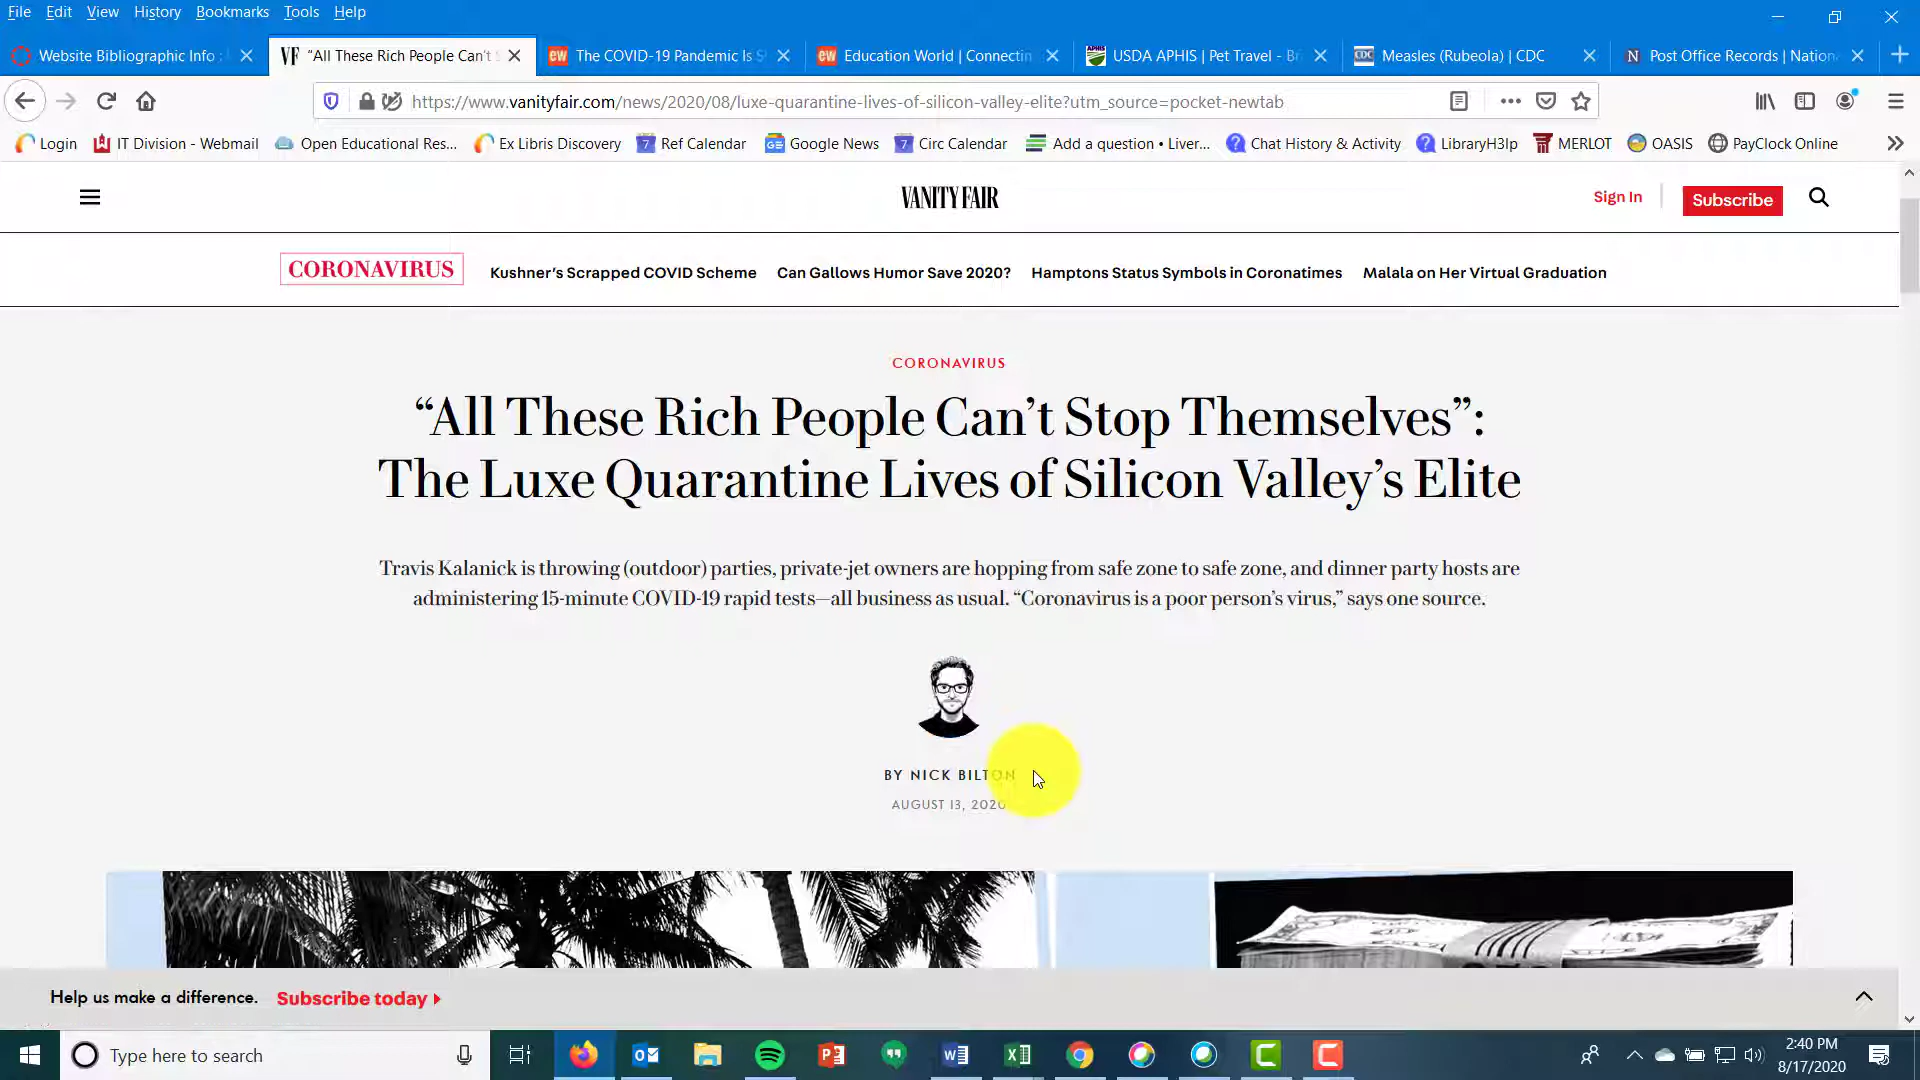 File Edit View History Bookmarks Tools Help
Website Bibliographic Info :
VF "All These Rich People Can't S
ew The COVID-19 Pandemic Is S
ew Education World | Connectin
USDA APHIS | Pet Travel - Br
CDC Measles (Rubeola) | CDC
N Post Office Records | Nation
https://www.vanityfair.com/news/2020/08/luxe-quarantine-lives-of-silicon-valley-elite?utm_source=pocket-newtab
Login IT Division - Webmail Open Educational Res... Ex Libris Discovery 7 Ref Calendar Google News 7 Circ Calendar Add a question • Liver... Chat History & Activity LibraryH3lp MERLOT OASIS PayClock Online
VANITY FAIR
Sign In
Subscribe
CORONAVIRUS Kushner's Scrapped COVID Scheme Can Gallows Humor Save 2020? Hamptons Status Symbols in Coronatimes Malala on Her Virtual Graduation
CORONAVIRUS
“All These Rich People Can’t Stop Themselves”:
The Luxe Quarantine Lives of Silicon Valley’s Elite
Travis Kalanick is throwing (outdoor) parties, private-jet owners are hopping from safe zone to safe zone, and dinner party hosts are
administering 15-minute COVID-19 rapid tests—all business as usual. “Coronavirus is a poor person’s virus,” says one source.
BY NICK BILTON
AUGUST 13, 2020
Help us make a difference. Subscribe today
Type here to search
2:40 PM
8/17/2020